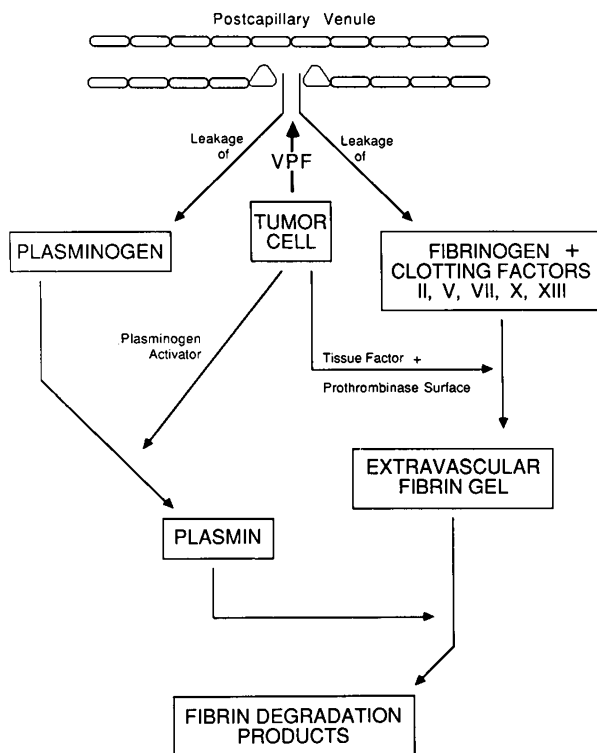 Postcapillary Venule
Leakage
of
VPF
Leakage
of
PLASMINOGEN
TUMOR
CELL
FIBRINOGEN +
CLOTTING FACTORS
II, V, VII, X, XIII
Plasminogen
Activator
Tissue Factor +
Prothrombinase Surface
EXTRAVASCULAR
FIBRIN GEL
PLASMIN
FIBRIN DEGRADATION
PRODUCTS